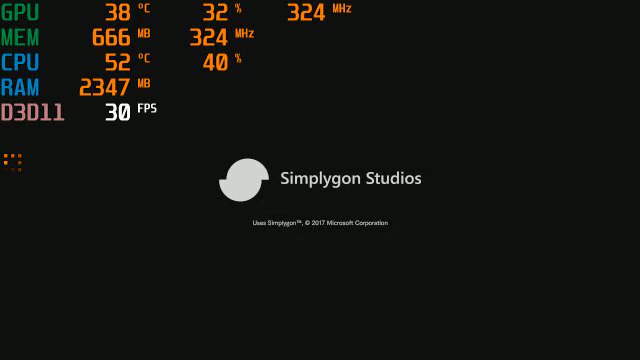 GPU 38 °C 32 % 324 MHz
MEM 666 MB 324 MHz
CPU 52 °C 40 %
RAM 2347 MB
D3D11 30 FPS
Simplygon Studios
Uses Simplygon™, © 2017 Microsoft Corporation